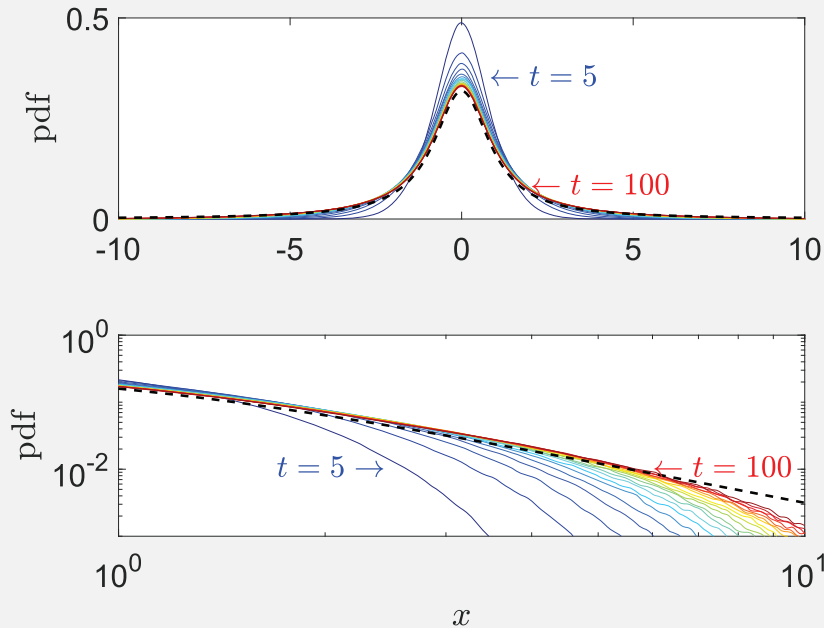 0.5
pdf
← t = 5
← t = 100
0
-10 -5 0 5 10
10^0
pdf
10^-2
t = 5 →
← t = 100
10^0 10^1
x